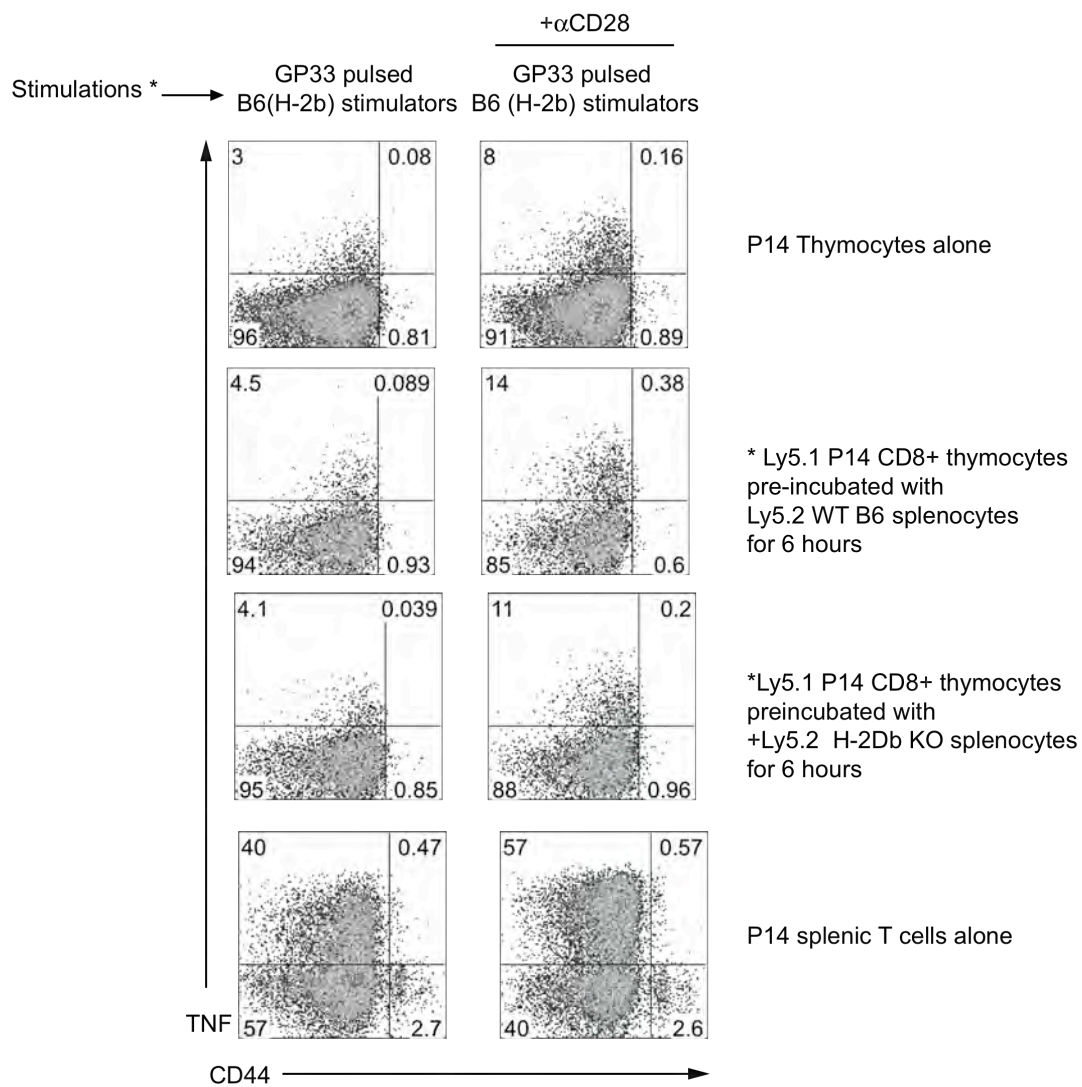 +αCD28
Stimulations *
GP33 pulsed
B6(H-2b) stimulators
GP33 pulsed
B6 (H-2b) stimulators
3 0.08
96 0.81
8 0.16
91 0.89
P14 Thymocytes alone
4.5 0.089
94 0.93
14 0.38
85 0.6
* Ly5.1 P14 CD8+ thymocytes
pre-incubated with
Ly5.2 WT B6 splenocytes
for 6 hours
4.1 0.039
95 0.85
11 0.2
88 0.96
*Ly5.1 P14 CD8+ thymocytes
preincubated with
+Ly5.2 H-2Db KO splenocytes
for 6 hours
40 0.47
57 2.7
57 0.57
40 2.6
P14 splenic T cells alone
TNF
CD44